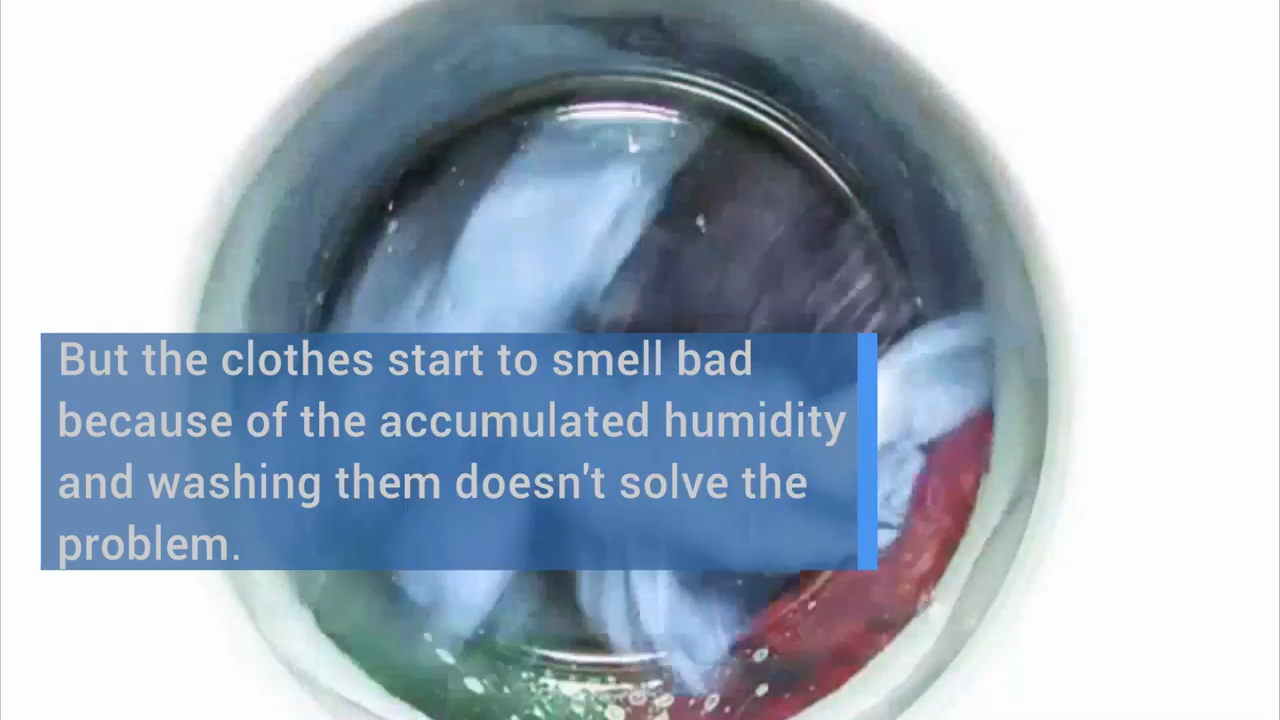 But the clothes start to smell bad
because of the accumulated humidity
and washing them doesn't solve the
problem.